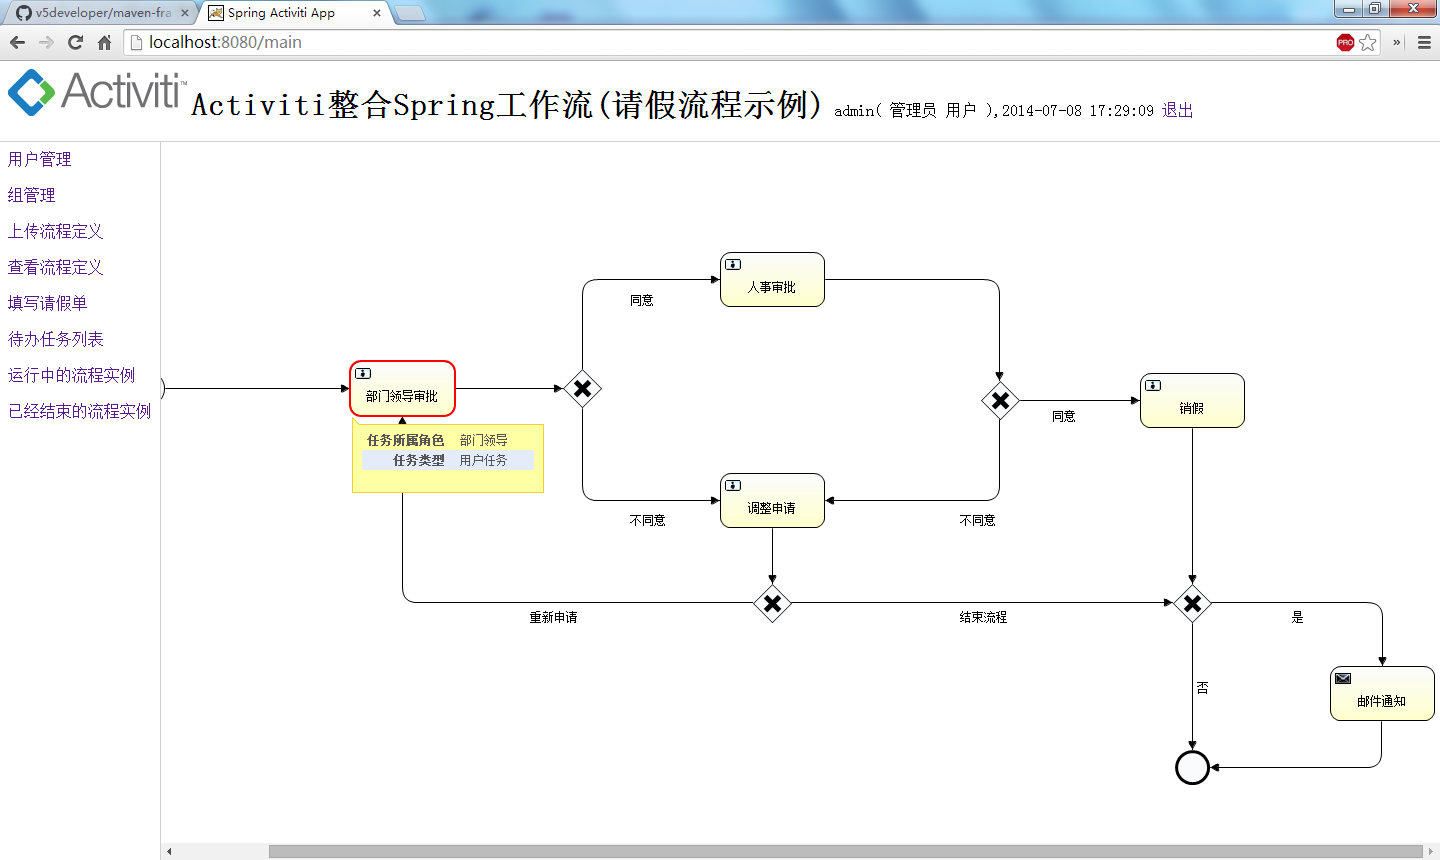 v5developer/maven-fra
Spring Activiti App
localhost:8080/main
PRO
Activiti™
Activiti整合Spring工作流(请假流程示例)
admin( 管理员 用户 ),2014-07-08 17:29:09 退出
用户管理
组管理
上传流程定义
查看流程定义
填写请假单
待办任务列表
运行中的流程实例
已经结束的流程实例
人事审批
同意
部门领导审批
任务所属角色 部门领导
任务类型 用户任务
同意
销假
调整申请
不同意
不同意
重新申请
结束流程
是
否
邮件通知